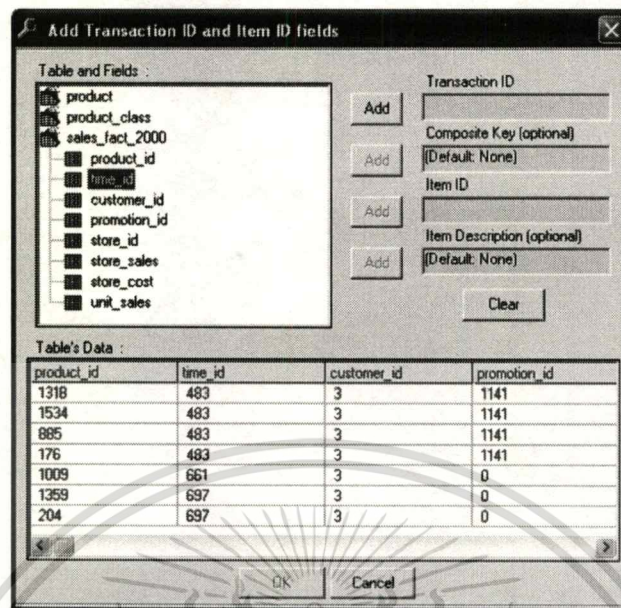 Add Transaction ID and Item ID fields
Table and Fields :
product
product_class
sales_fact_2000
product_id
time_id
customer_id
promotion_id
store_id
store_sales
store_cost
unit_sales
Transaction ID
Add
Composite Key (optional)
Add (Default: None)
Item ID
Add
Item Description (optional)
Add (Default: None)
Clear
Table's Data :
product_id time_id customer_id promotion_id
1318 483 3 1141
1534 483 3 1141
885 483 3 1141
176 483 3 1141
1009 661 3 0
1359 697 3 0
204 697 3 0
OK Cancel